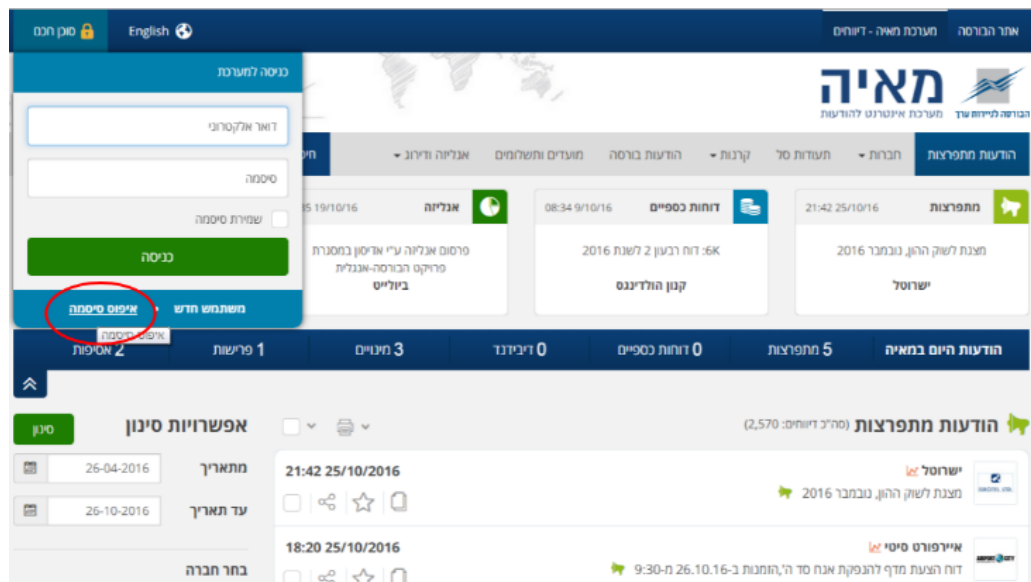 אתר הבורסה
מערכת מאיה - דיווחים
English
סוכן חכם
מאיה
מערכת אינטרנט להודעות
הבורסה לניירות ערך
כניסה למערכת
דואר אלקטרוני
סיסמה
שמירת סיסמה
כניסה
משתמש חדש • איפוס סיסמה
איפוס סיסמה
הודעות מתפרצות
חברות
תעודות סל
קרנות
הודעות בורסה
מועדים ותשלומים
אנליזה ודירוג
מתפרצות 21:42 25/10/16
מצגת לשוק ההון, נובמבר 2016
ישרוטל
דוחות כספיים 08:34 9/10/16
6K: דוח רבעון 2 לשנת 2016
קנון הולדינגס
אנליזה 19/10/16
פרסום אנליזה ע"י אדיסון במסגרת
פרויקט הבורסה-אנגלית
ביולייט
הודעות היום במאיה
5 מתפרצות
0 דוחות כספיים
0 דיבידנד
3 מינויים
1 פרישות
2 אסיפות
הודעות מתפרצות (סה"כ דיווחים: 2,570)
אפשרויות סינון
סינון
מתאריך
26-04-2016
עד תאריך
26-10-2016
בחר חברה
ישרוטל
21:42 25/10/2016
מצגת לשוק ההון, נובמבר 2016
איירפורט סיטי
18:20 25/10/2016
דוח הצעת מדף להנפקת אגח סד ה',הזמנות ב-26.10.16 מ-9:30